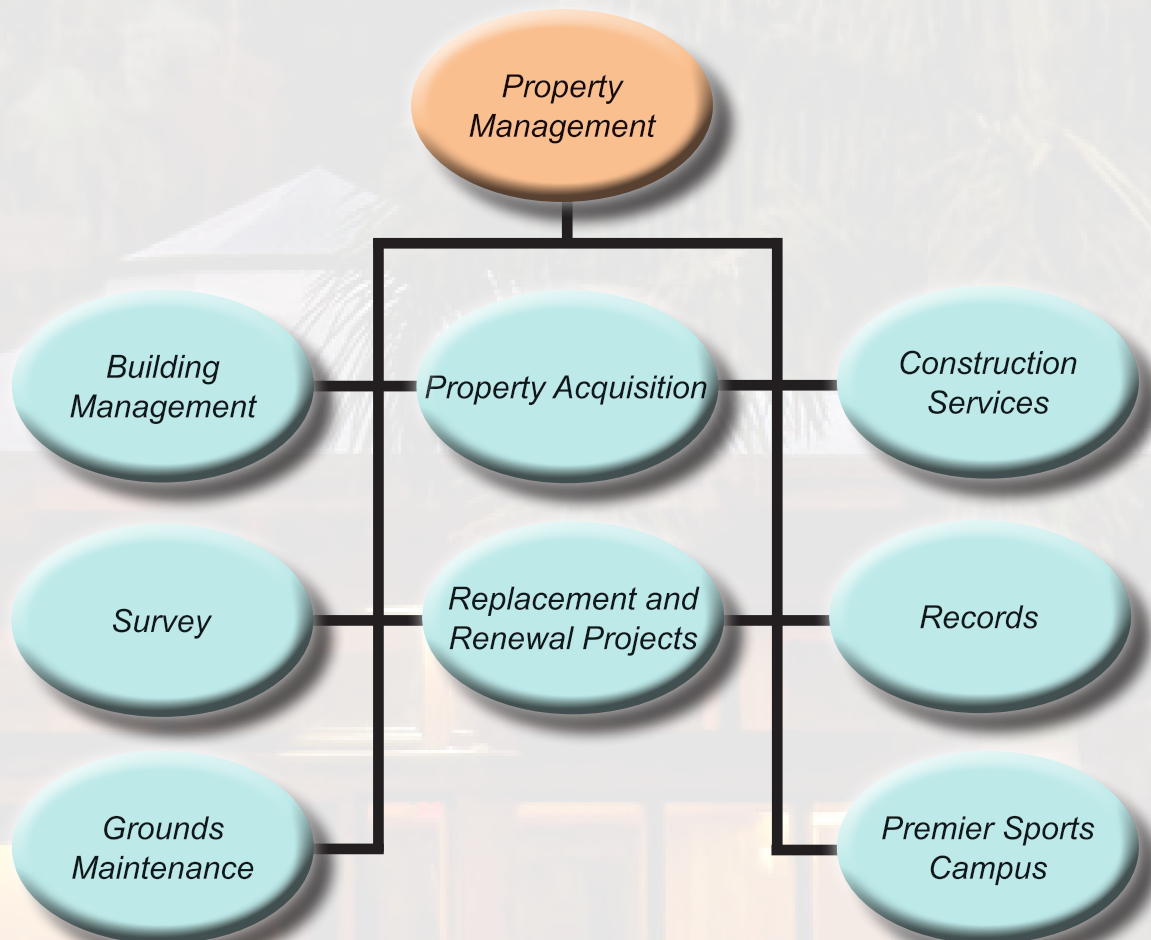 Property
Management
Building
Management
Property Acquisition
Construction
Services
Survey
Replacement and
Renewal Projects
Records
Grounds
Maintenance
Premier Sports
Campus